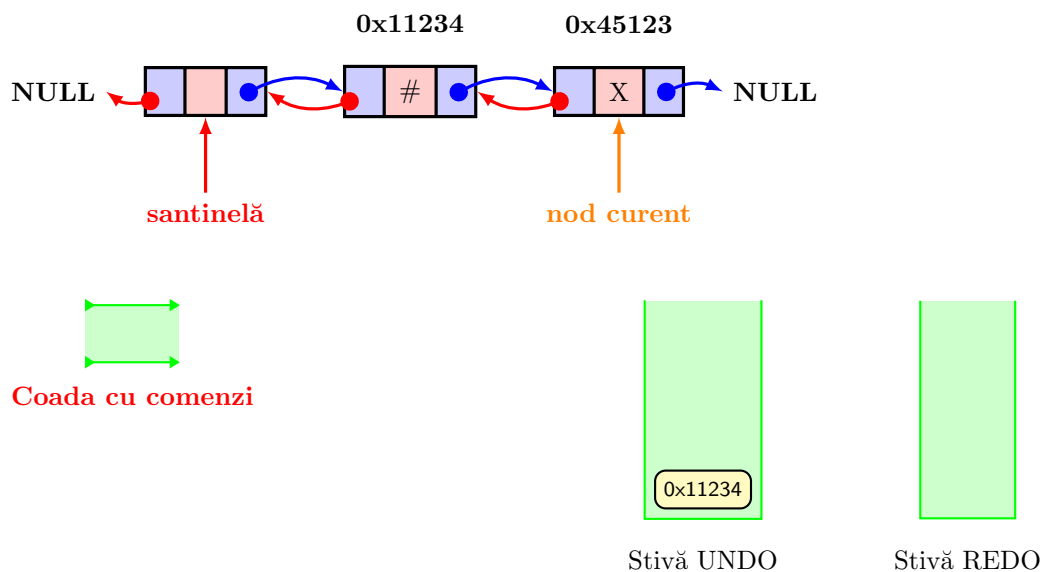 0x11234 0x45123
NULL # X NULL
santinelă nod curent
Coada cu comenzi
0x11234
Stivă UNDO Stivă REDO